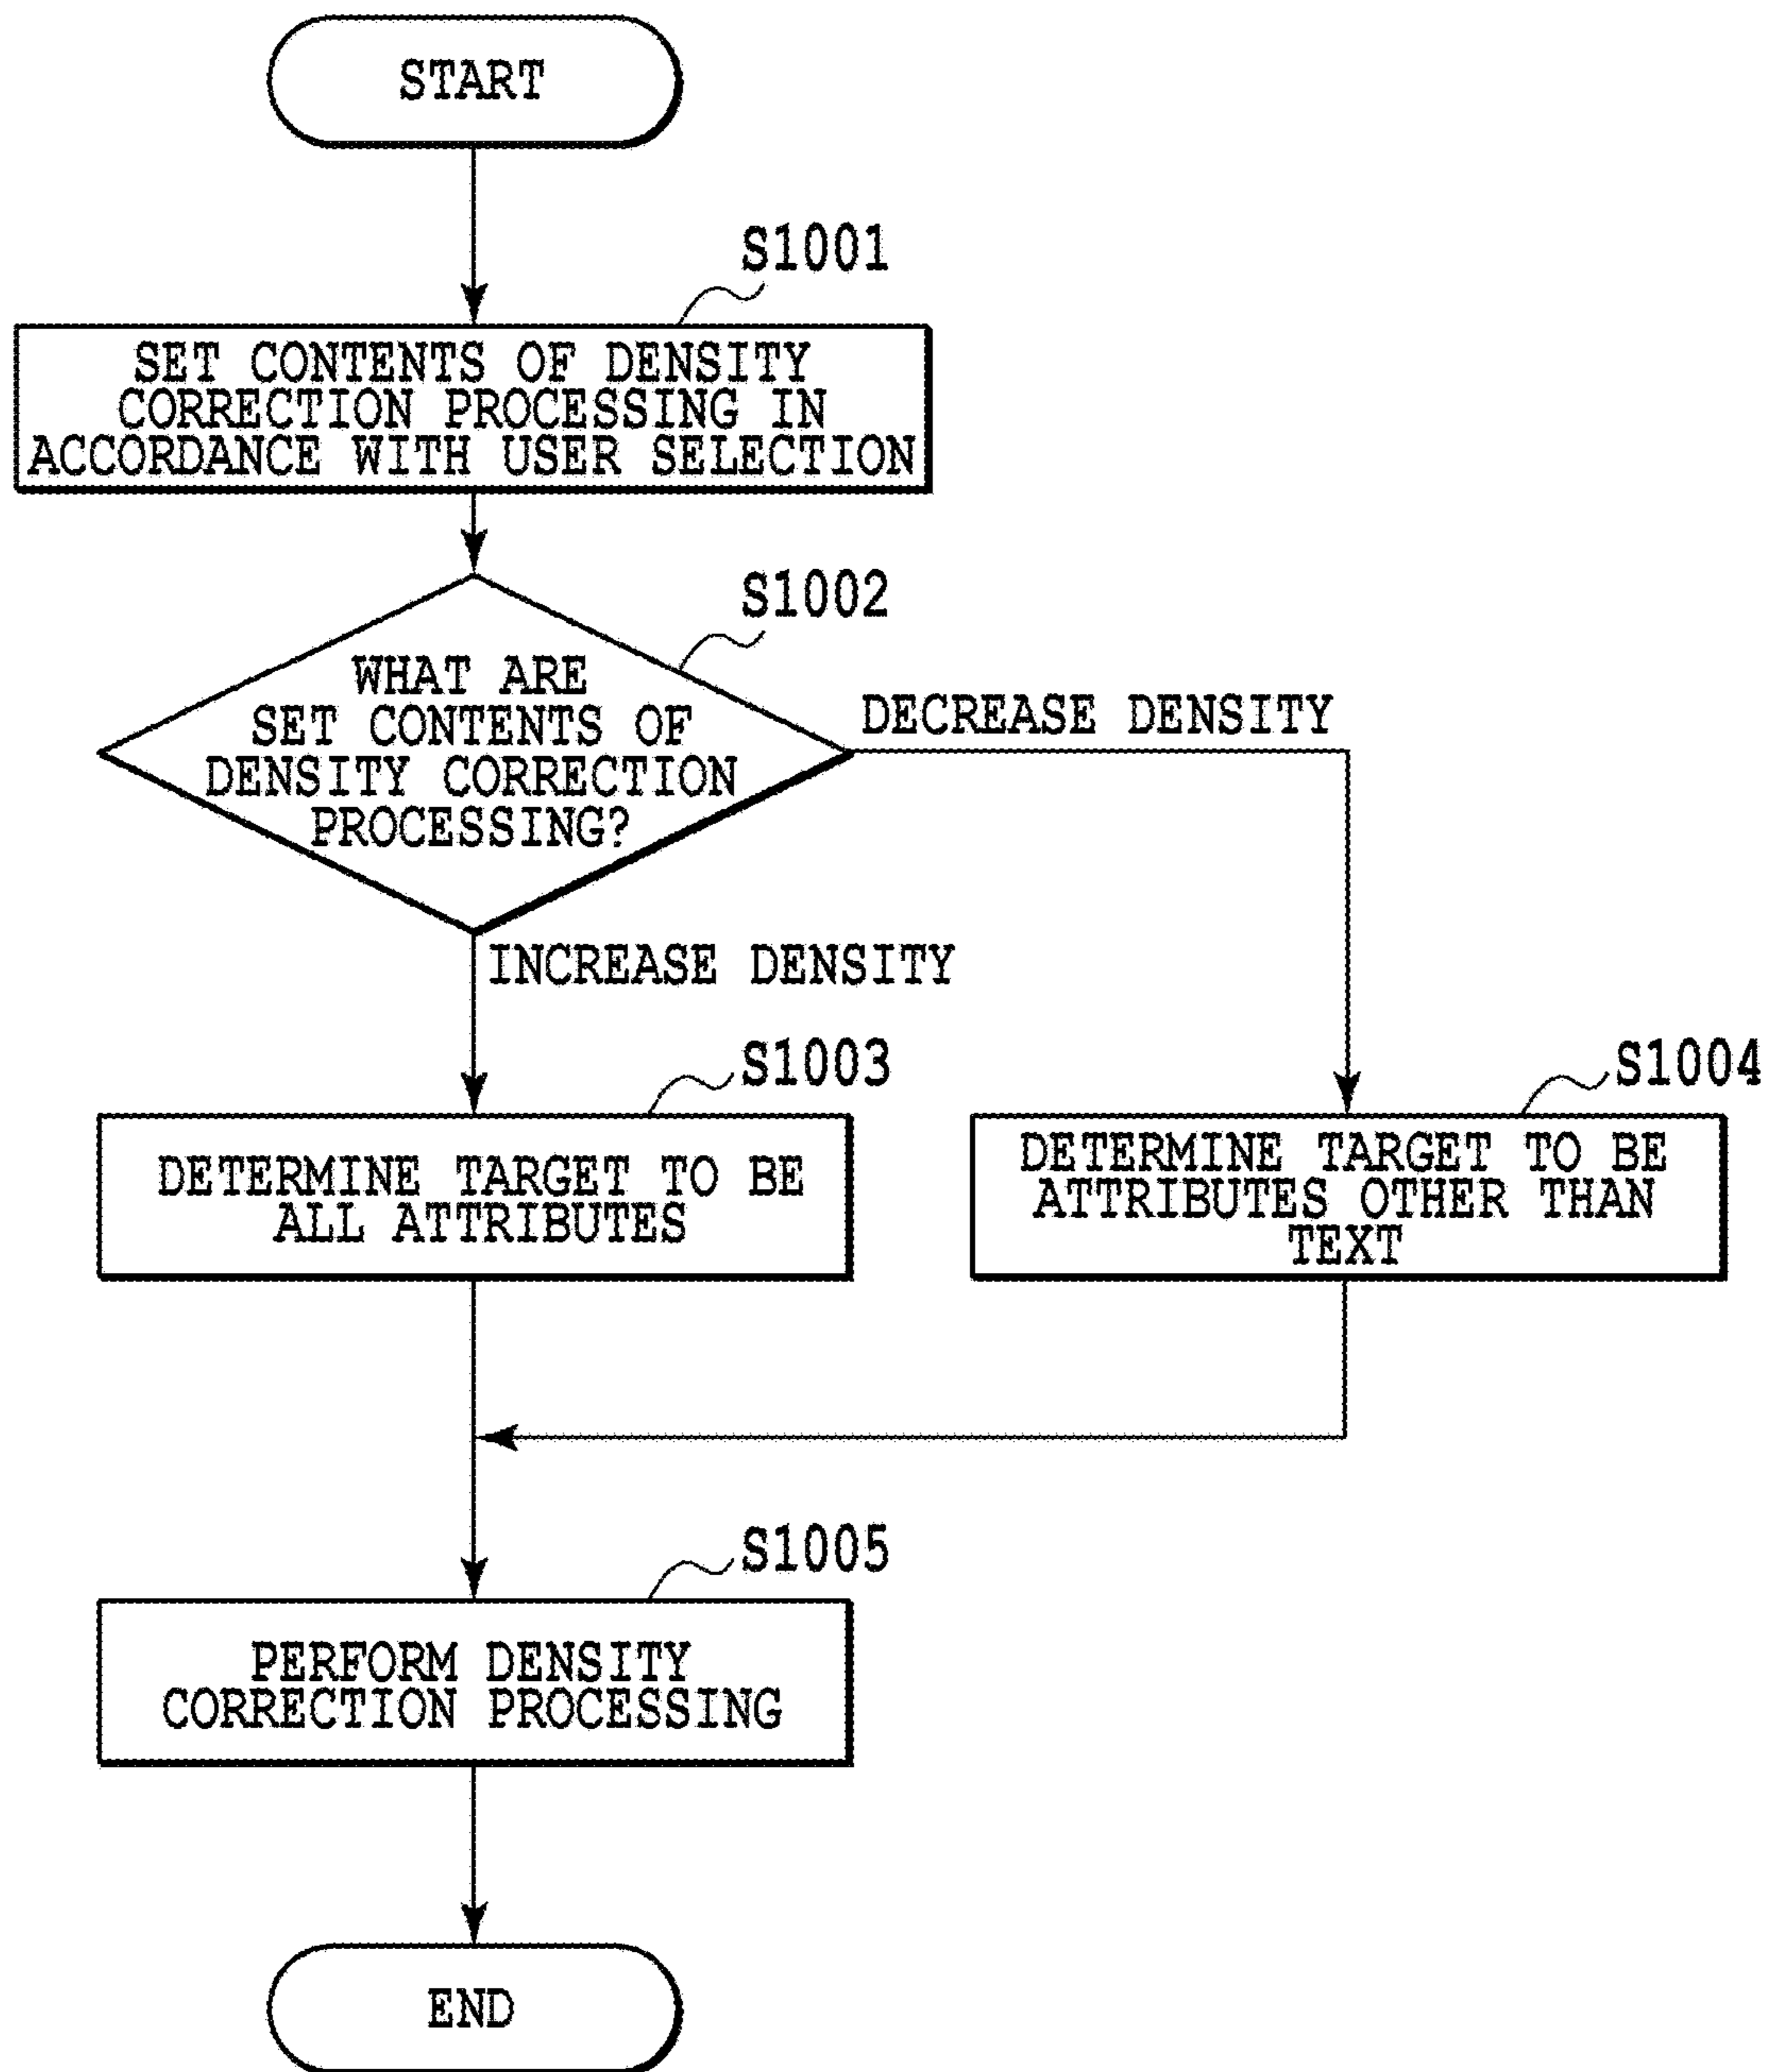 START
S1001
SET CONTENTS OF DENSITY
CORRECTION PROCESSING IN
ACCORDANCE WITH USER SELECTION
S1002
WHAT ARE
SET CONTENTS OF
DENSITY CORRECTION
PROCESSING?
DECREASE DENSITY
INCREASE DENSITY
S1003
DETERMINE TARGET TO BE
ALL ATTRIBUTES
S1004
DETERMINE TARGET TO BE
ATTRIBUTES OTHER THAN
TEXT
S1005
PERFORM DENSITY
CORRECTION PROCESSING
END